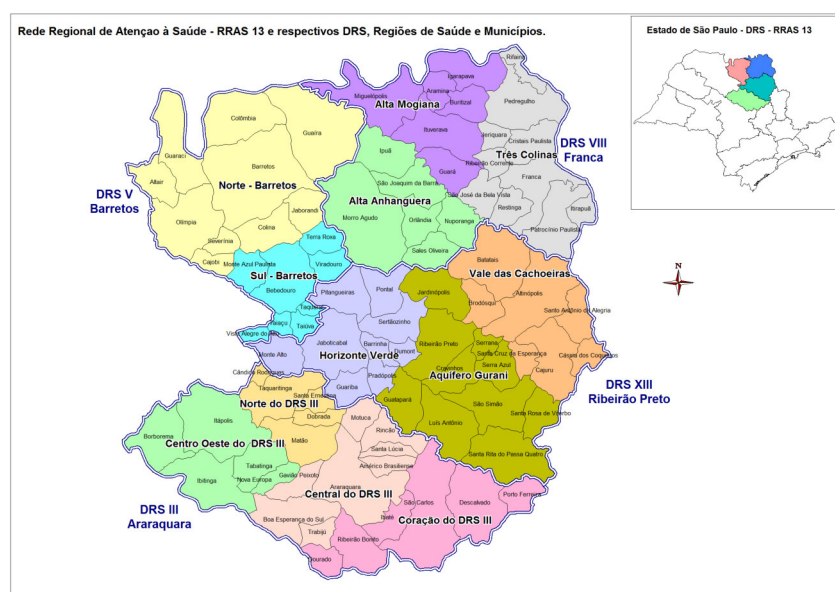 Rede Regional de Atençao à Saúde - RRAS 13 e respectivos DRS, Regiões de Saúde e Municípios.
Estado de São Paulo - DRS - RRAS 13
Rifaina
Igarapava
Aramina
Miguelópolis
Alta Mogiana
Buritizal
Pedregulho
Colômbia
Guaíra
Ituverava
Jeriquara
Cristais Paulista
DRS VIII
Franca
Ipuã
Três Colinas
Guaraci
Barretos
Guará
Ribeirão Corrente
Franca
Altair
Norte - Barretos
São Joaquim da Barra
São José da Bela Vista
DRS V
Barretos
Alta Anhanguera
Restinga
Itirapuã
Jaborandi
Morro Agudo
Orlândia
Nuporanga
Olímpia
Colina
Patrocínio Paulista
Severínia
Terra Roxa
Sales Oliveira
Cajobi
Monte Azul Paulista
Viradouro
Batatais
Sul - Barretos
Vale das Cachoeiras
Bebedouro
Pitangueiras
Pontal
Jardinópolis
Brodósqui
Altinópolis
N
Taquaral
Santo Antônio da Alegria
Taiaçu
Taiúva
Sertãozinho
Vista Alegre do Alto
Jaboticabal
Barrinha
Ribeirão Preto
Serrana
Dumont
Santa Cruz da Esperança
Monte Alto
Horizonte Verde
Cássia dos Coqueiros
Cravinhos
Serra Azul
Cajuru
Cândido Rodrigues
Pradópolis
Aquífero Gurani
DRS XIII
Ribeirão Preto
Taquaritinga
Guariba
Santa Ernestina
Guatapará
São Simão
Norte do DRS III
Dobrada
Motuca
Santa Rosa de Viterbo
Itápolis
Luís Antônio
Borborema
Rincão
Centro Oeste do DRS III
Matão
Santa Lúcia
Santa Rita do Passa Quatro
Tabatinga
Américo Brasiliense
Ibitinga
Nova Europa
Gavião Peixoto
Araraquara
Central do DRS III
Porto Ferreira
São Carlos
Descalvado
DRS III
Araraquara
Boa Esperança do Sul
Ibaté
Coração do DRS III
Trabijú
Ribeirão Bonito
Dourado